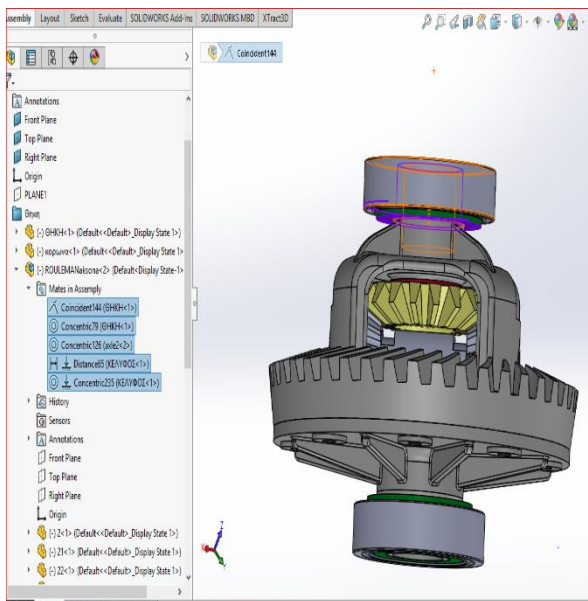 Assembly Layout Sketch Evaluate SOLIDWORKS Add-Ins SOLIDWORKS MBD XTract3D
Coincident144
Annotations
Front Plane
Top Plane
Right Plane
Origin
PLANE1
Θηκη
(-) ΘΗΚΗ<1> (Default<<Default>_Display State 1>)
(-) κορωνα<1> (Default<<Default>_Display State 1>)
(-) ROULEMANaksona<2> (Default<Display State-1>
Mates in Assembly
Coincident144 (ΘΗΚΗ<1>)
Concentric79 (ΘΗΚΗ<1>)
Concentric126 (axle2<2>)
Distance65 (ΚΕΛΥΦΟΣ<1>)
Concentric235 (ΚΕΛΥΦΟΣ<1>)
History
Sensors
Annotations
Front Plane
Top Plane
Right Plane
Origin
(-) 2<1> (Default<<Default>_Display State 1>)
(-) 21<1> (Default<<Default>_Display State 1>)
(-) 22<1> (Default<<Default>_Display State 1>)
X
Y
Z